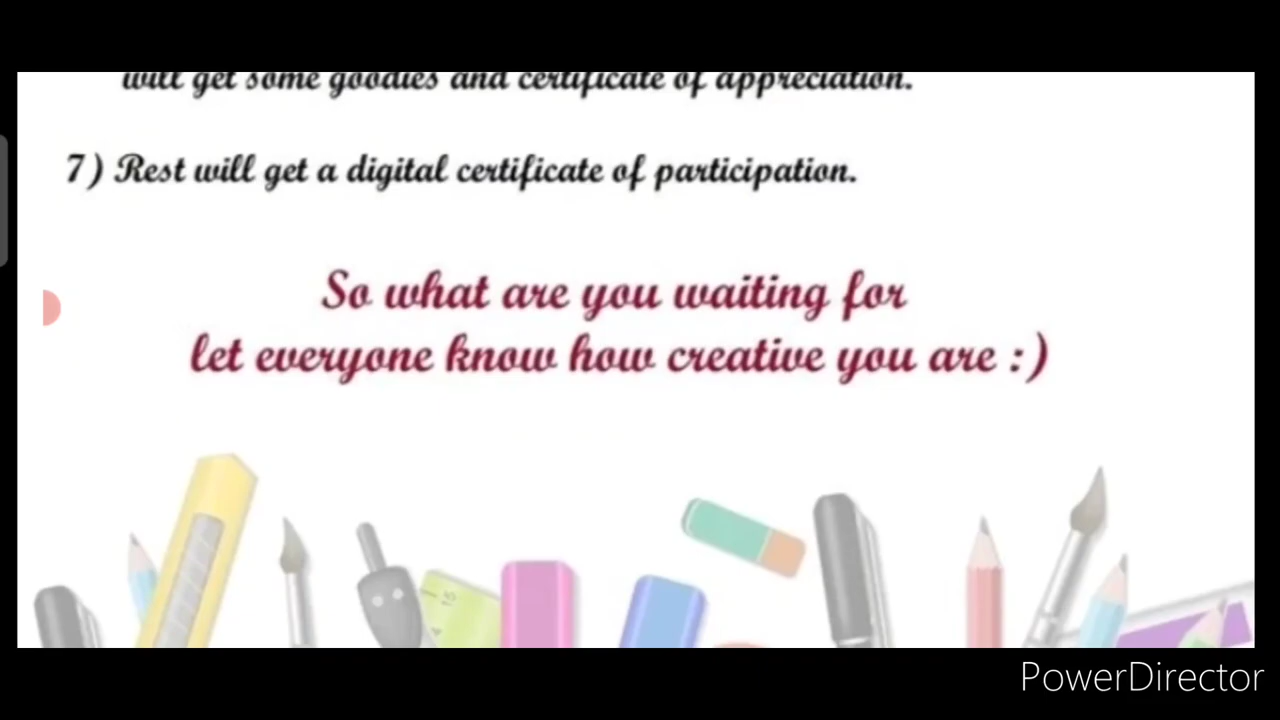 will get some goodies and certificate of appreciation.
7) Rest will get a digital certificate of participation.
So what are you waiting for
let everyone know how creative you are :)
PowerDirector